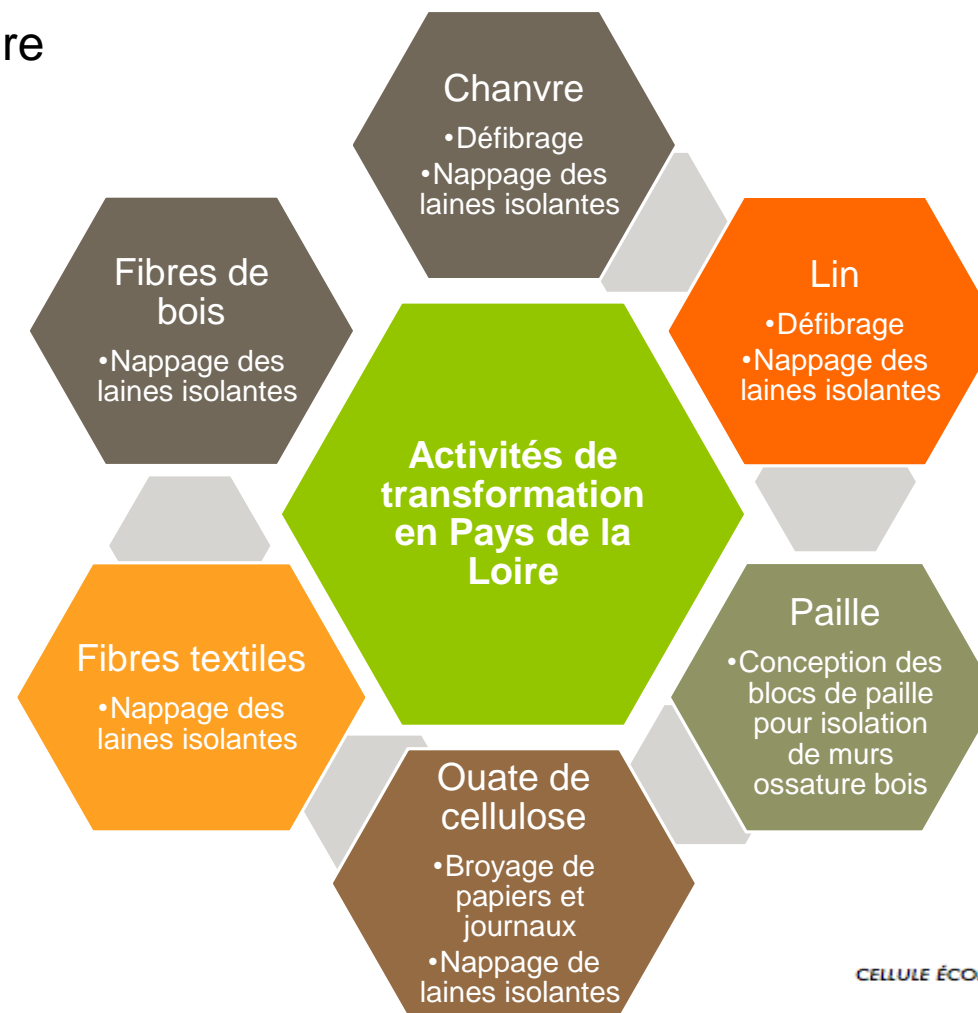 re
Chanvre
•Défibrage
•Nappage des
laines isolantes
Lin
•Défibrage
•Nappage des
laines isolantes
Paille
•Conception des
blocs de paille
pour isolation
de murs
ossature bois
Ouate de
cellulose
•Broyage de
papiers et
journaux
•Nappage de
laines isolantes
Fibres textiles
•Nappage des
laines isolantes
Fibres de
bois
•Nappage des
laines isolantes
Activités de
transformation
en Pays de la
Loire
CELLULE ÉCO